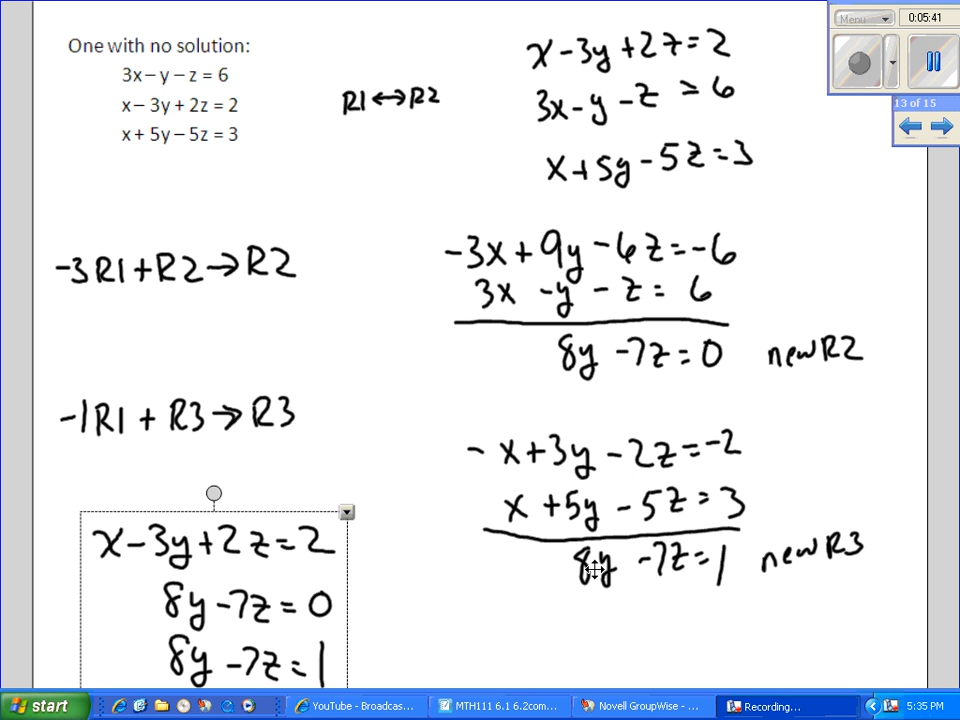 Menu
0:05:41
13 of 15
One with no solution:
3x – y – z = 6
x – 3y + 2z = 2
x + 5y – 5z = 3
R1↔R2
x - 3y + 2z = 2
3x - y - z = 6
x + 5y - 5z = 3
-3R1 + R2 → R2
-3x + 9y - 6z = -6
3x - y - z = 6
8y - 7z = 0 new R2
-1R1 + R3 → R3
- x + 3y - 2z = -2
x + 5y - 5z = 3
8y - 7z = 1 new R3
x - 3y + 2z = 2
8y - 7z = 0
8y - 7z = 1
start
YouTube - Broadcas...
MTH111 6.1 6.2com...
Novell GroupWise - ...
Recording...
5:35 PM